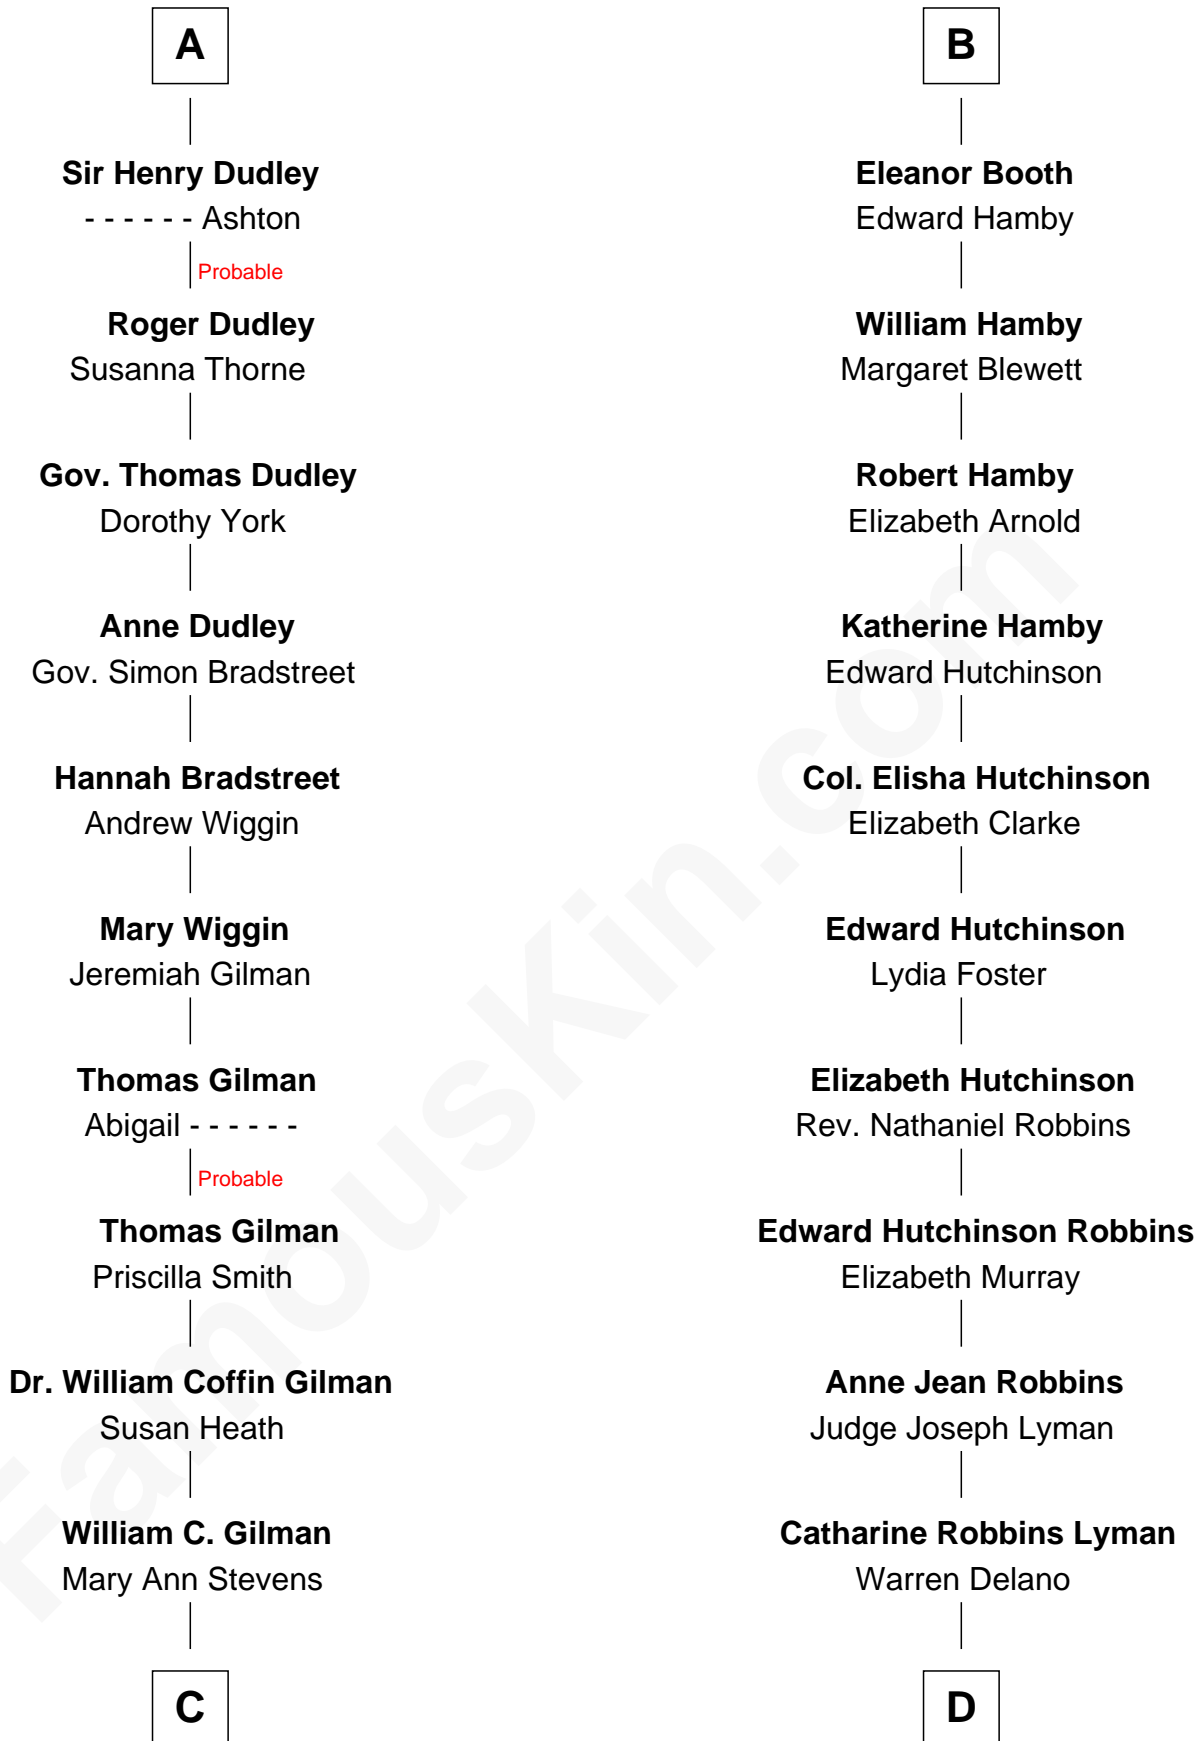 A
Sir Henry Dudley
- - - - - - Ashton
Probable
Roger Dudley
Susanna Thorne
Gov. Thomas Dudley
Dorothy York
Anne Dudley
Gov. Simon Bradstreet
Hannah Bradstreet
Andrew Wiggin
Mary Wiggin
Jeremiah Gilman
Thomas Gilman
Abigail - - - - - -
Probable
Thomas Gilman
Priscilla Smith
Dr. William Coffin Gilman
Susan Heath
William C. Gilman
Mary Ann Stevens
C
B
Eleanor Booth
Edward Hamby
William Hamby
Margaret Blewett
Robert Hamby
Elizabeth Arnold
Katherine Hamby
Edward Hutchinson
Col. Elisha Hutchinson
Elizabeth Clarke
Edward Hutchinson
Lydia Foster
Elizabeth Hutchinson
Rev. Nathaniel Robbins
Edward Hutchinson Robbins
Elizabeth Murray
Anne Jean Robbins
Judge Joseph Lyman
Catharine Robbins Lyman
Warren Delano
D
FamousKin.com